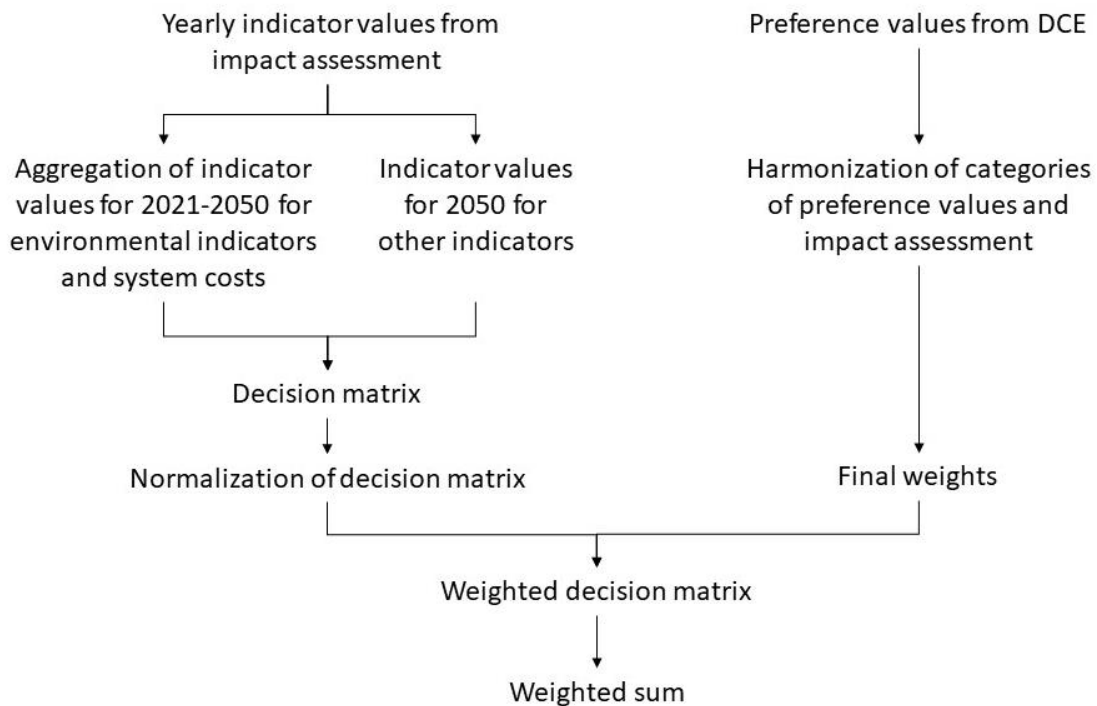 Yearly indicator values from
impact assessment
Preference values from DCE
Aggregation of indicator
values for 2021-2050 for
environmental indicators
and system costs
Indicator values
for 2050 for
other indicators
Harmonization of categories
of preference values and
impact assessment
Decision matrix
Normalization of decision matrix
Final weights
Weighted decision matrix
Weighted sum